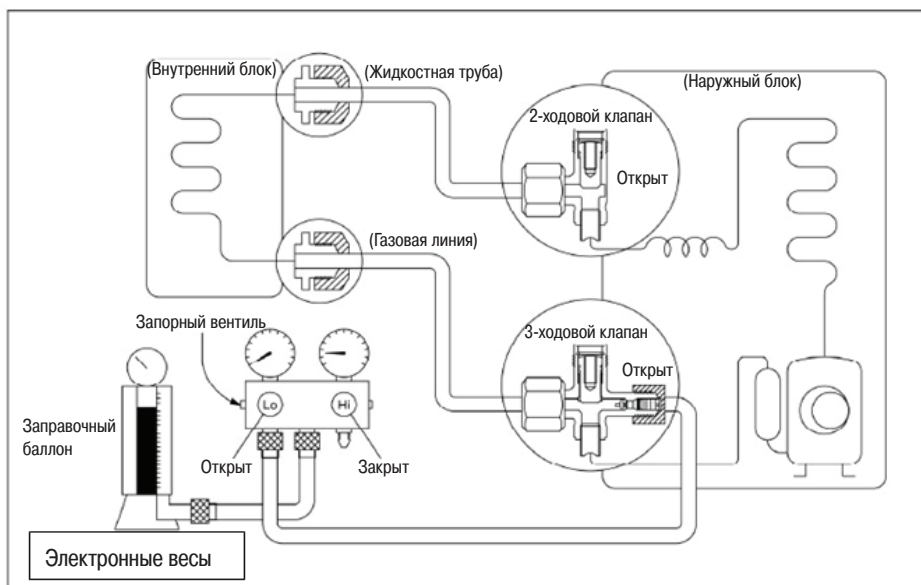 (Внутренний блок)
(Жидкостная труба)
(Наружный блок)
2-ходовой клапан
Открыт
(Газовая линия)
Запорный вентиль
3-ходовой клапан
Открыт
Lo
Hi
Заправочный
баллон
Открыт
Закрыт
Электронные весы